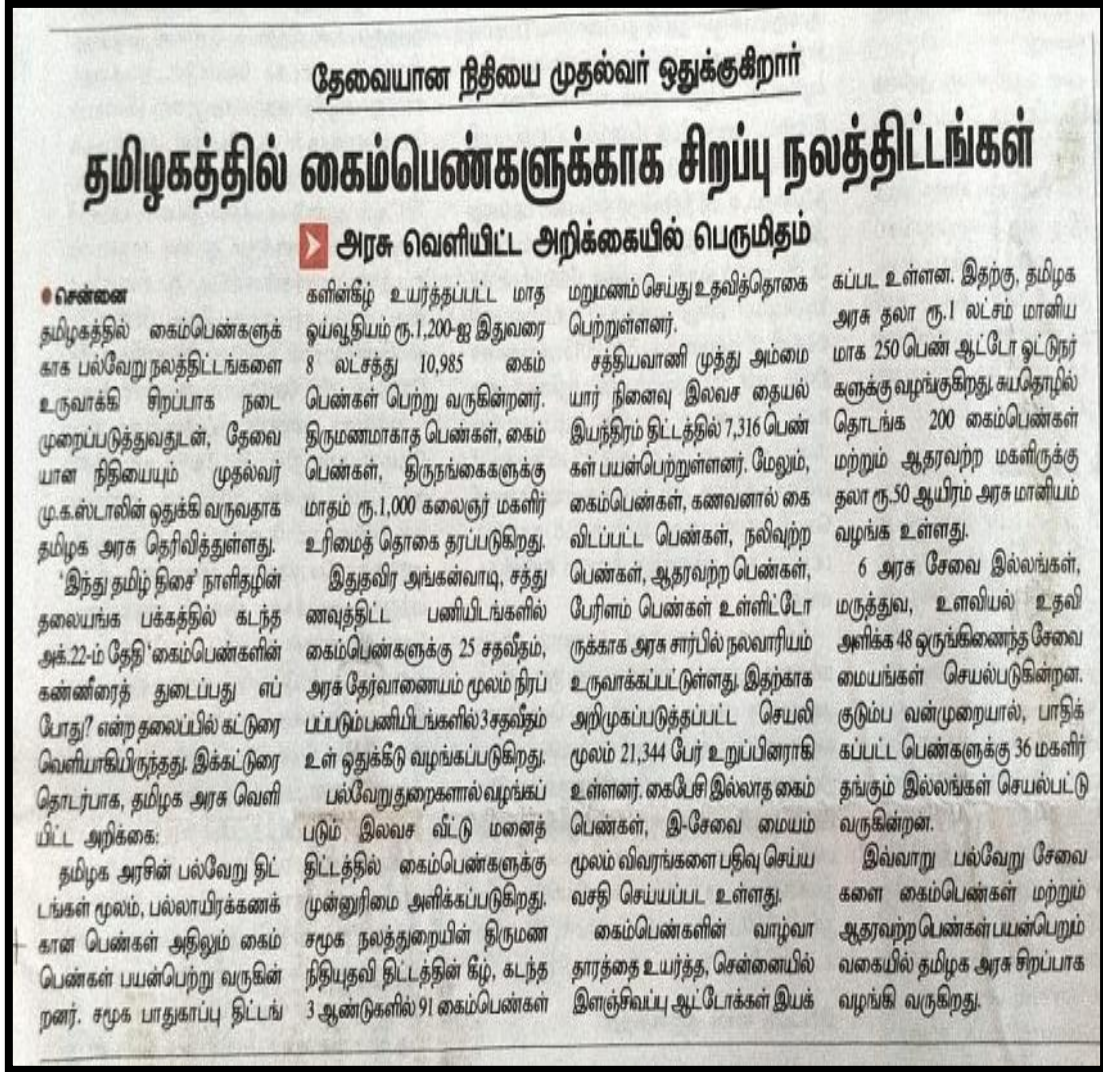 தேவையான நிதியை முதல்வர் ஒதுக்குகிறார்
தமிழகத்தில் கைம்பெண்களுக்காக சிறப்பு நலத்திட்டங்கள்
அரசு வெளியிட்ட அறிக்கையில் பெருமிதம்
சென்னை
தமிழகத்தில் கைம்பெண்களுக்
காக பல்வேறு நலத்திட்டங்களை
உருவாக்கி சிறப்பாக நடை
முறைப்படுத்துவதுடன், தேவை
யான நிதியையும் முதல்வர்
மு.க.ஸ்டாலின் ஒதுக்கி வருவதாக
தமிழக அரசு தெரிவித்துள்ளது.
'இந்து தமிழ் திசை' நாளிதழின்
தலையங்க பக்கத்தில் கடந்த
அக்.22-ம் தேதி 'கைம்பெண்களின்
கண்ணீரைத் துடைப்பது எப்
போது? என்ற தலைப்பில் கட்டுரை
வெளியாகியிருந்தது. இக்கட்டுரை
தொடர்பாக, தமிழக அரசு வெளி
யிட்ட அறிக்கை:
தமிழக அரசின் பல்வேறு திட்
டங்கள் மூலம், பல்லாயிரக்கணக்
கான பெண்கள் அதிலும் கைம்
பெண்கள் பயன்பெற்று வருகின்
றனர். சமூக பாதுகாப்பு திட்டங்
களின்கீழ் உயர்த்தப்பட்ட மாத
ஓய்வூதியம் ரூ.1,200-ஐ இதுவரை
8 லட்சத்து 10,985 கைம்
பெண்கள் பெற்று வருகின்றனர்.
திருமணமாகாத பெண்கள், கைம்
பெண்கள், திருநங்கைகளுக்கு
மாதம் ரூ.1,000 கலைஞர் மகளிர்
உரிமைத் தொகை தரப்படுகிறது.
இதுதவிர அங்கன்வாடி, சத்து
ணவுத்திட்ட பணியிடங்களில்
கைம்பெண்களுக்கு 25 சதவீதம்,
அரசு தேர்வாணையம் மூலம் நிரப்
பப்படும் பணியிடங்களில் 3 சதவீதம்
உள் ஒதுக்கீடு வழங்கப்படுகிறது.
பல்வேறு துறைகளால் வழங்கப்
படும் இலவச வீட்டு மனைத்
திட்டத்தில் கைம்பெண்களுக்கு
முன்னுரிமை அளிக்கப்படுகிறது.
சமூக நலத்துறையின் திருமண
நிதியுதவி திட்டத்தின் கீழ், கடந்த
3 ஆண்டுகளில் 91 கைம்பெண்கள்
மறுமணம் செய்து உதவித்தொகை
பெற்றுள்ளனர்.
சத்தியவாணி முத்து அம்மை
யார் நினைவு இலவச தையல்
இயந்திரம் திட்டத்தில் 7,316 பெண்
கள் பயன்பெற்றுள்ளனர். மேலும்,
கைம்பெண்கள், கணவனால் கை
விடப்பட்ட பெண்கள், நலிவுற்ற
பெண்கள், ஆதரவற்ற பெண்கள்,
பேரிளம் பெண்கள் உள்ளிட்டோ
ருக்காக அரசு சார்பில் நலவாரியம்
உருவாக்கப்பட்டுள்ளது. இதற்காக
அறிமுகப்படுத்தப்பட்ட செயலி
மூலம் 21,344 பேர் உறுப்பினராகி
உள்ளனர். கைபேசி இல்லாத கைம்
பெண்கள், இ-சேவை மையம்
மூலம் விவரங்களை பதிவு செய்ய
வசதி செய்யப்பட உள்ளது.
கைம்பெண்களின் வாழ்வா
தாரத்தை உயர்த்த, சென்னையில்
இளஞ்சிவப்பு ஆட்டோக்கள் இயக்
கப்பட உள்ளன. இதற்கு, தமிழக
அரசு தலா ரூ.1 லட்சம் மானிய
மாக 250 பெண் ஆட்டோ ஓட்டுநர்
களுக்கு வழங்குகிறது. சுயதொழில்
தொடங்க 200 கைம்பெண்கள்
மற்றும் ஆதரவற்ற மகளிருக்கு
தலா ரூ.50 ஆயிரம் அரசு மானியம்
வழங்க உள்ளது.
6 அரசு சேவை இல்லங்கள்,
மருத்துவ, உளவியல் உதவி
அளிக்க 48 ஒருங்கிணைந்த சேவை
மையங்கள் செயல்படுகின்றன.
குடும்ப வன்முறையால், பாதிக்
கப்பட்ட பெண்களுக்கு 36 மகளிர்
தங்கும் இல்லங்கள் செயல்பட்டு
வருகின்றன.
இவ்வாறு பல்வேறு சேவை
களை கைம்பெண்கள் மற்றும்
ஆதரவற்ற பெண்கள் பயன்பெறும்
வகையில் தமிழக அரசு சிறப்பாக
வழங்கி வருகிறது.